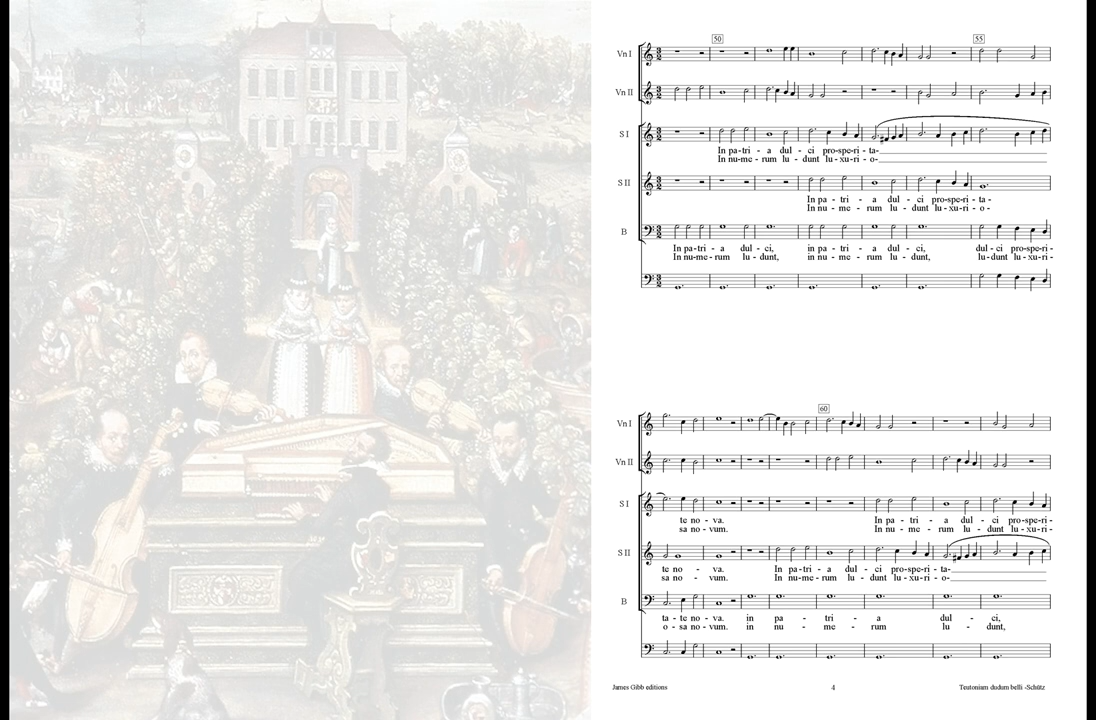 50
55
Vn I
Vn II
S I
In pa - tri - a dul - ci pro-spe-ri - ta-
In nu-me - rum lu - dunt lu-xu-ri - o-
S II
In pa - tri - a dul - ci pro-spe-ri - ta -
In nu - me - rum lu - dunt lu-xu-ri - o -
B
In pa-tri - a dul - ci, in pa - tri - a dul - ci, dul - ci pro-spe-ri -
In nu-me - rum lu - dunt, in nu - me - rum lu - dunt, lu-dunt lu-xu-ri -
60
Vn I
Vn II
S I
te no - va. In pa - tri - a dul - ci pro-spe-ri-
sa no - vum. In nu - me - rum lu - dunt lu-xu-ri-
S II
te no - va. In pa-tri - a dul - ci pro-spe-ri - ta-
sa no - vum. In nu-me - rum lu - dunt lu-xu-ri - o-
B
ta - te no - va. in pa - tri - a dul - ci,
o - sa no - vum. in nu - me - rum lu - dunt,
James Gibb editions 4 Teutoniam dudum belli -Schütz